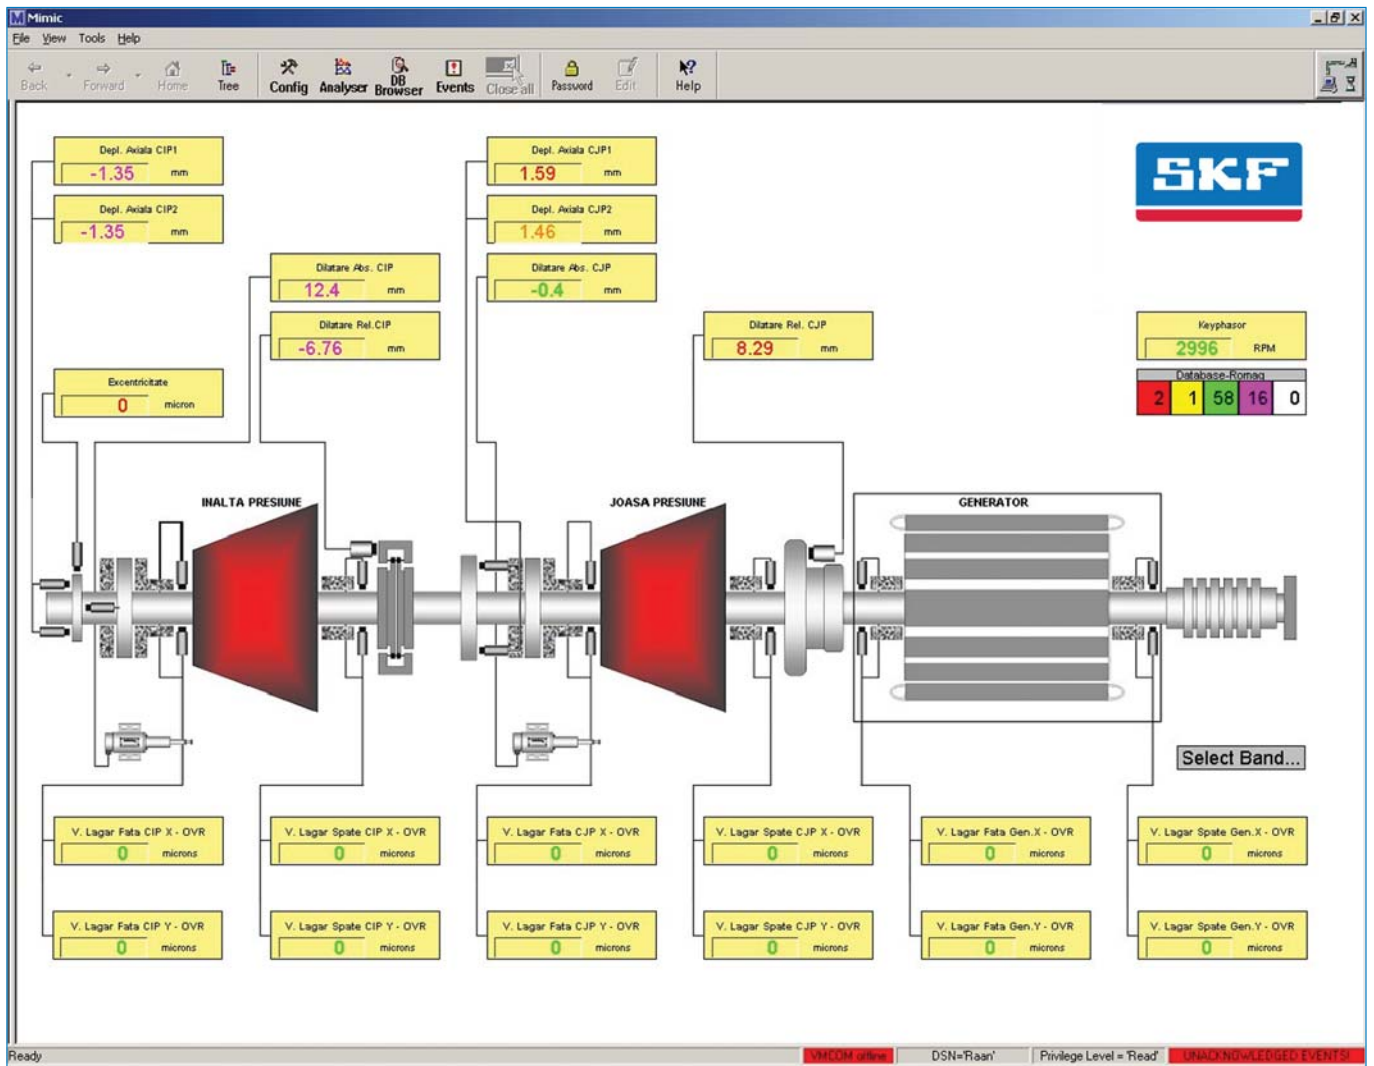 Mimic
File View Tools Help
Back Forward Home Tree Config Analyser DB Browser Events Close all Password Edit Help
Depl. Axiala CIP1
-1.35 mm
Depl. Axiala CIP2
-1.35 mm
Depl. Axiala CJP1
1.59 mm
Depl. Axiala CJP2
1.46 mm
SKF
Dilatare Abs. CIP
12.4 mm
Dilatare Abs. CJP
-0.4 mm
Dilatare Rel.CIP
-6.76 mm
Dilatare Rel. CJP
8.29 mm
Keyphasor
2996 RPM
Excentricitate
0 micron
Database-Romag
2 1 58 16 0
INALTA PRESIUNE
JOASA PRESIUNE
GENERATOR
Select Band...
V. Lagar Fata CIP X - OVR
0 microns
V. Lagar Spate CIP X - OVR
0 microns
V. Lagar Fata CJP X - OVR
0 microns
V. Lagar Spate CJP X - OVR
0 microns
V. Lagar Fata Gen.X - OVR
0 microns
V. Lagar Spate Gen.X - OVR
0 microns
V. Lagar Fata CIP Y - OVR
0 microns
V. Lagar Spate CIP Y - OVR
0 microns
V. Lagar Fata CJP Y - OVR
0 microns
V. Lagar Spate CJP Y - OVR
0 microns
V. Lagar Fata Gen.Y - OVR
0 microns
V. Lagar Spate Gen.Y - OVR
0 microns
Ready VMCOM offline DSN='Raan' Privilege Level = 'Read' UNACKNOWLEDGED EVENTS!